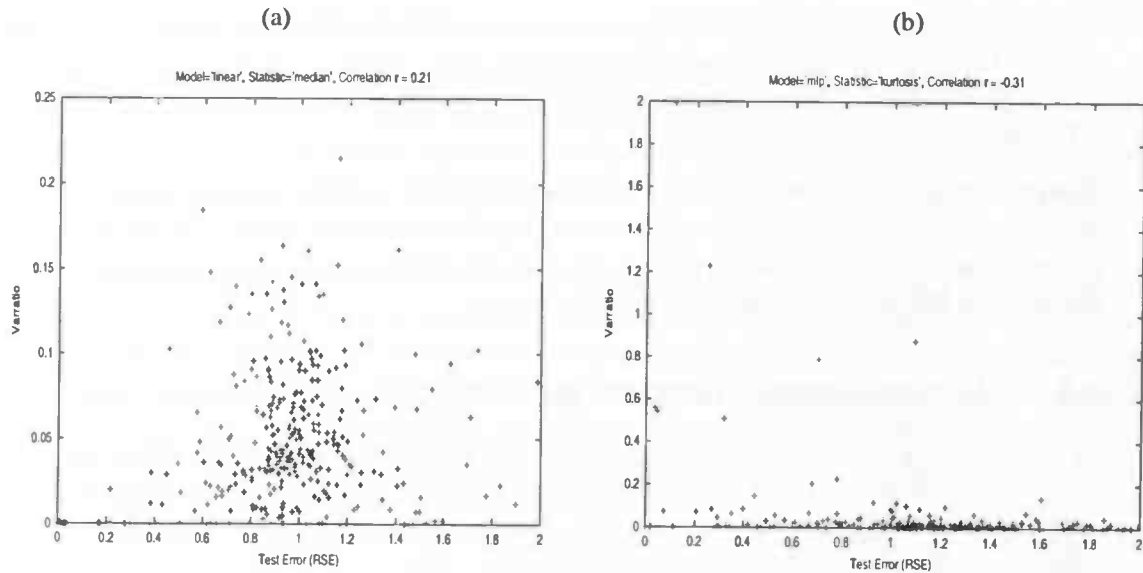 (a)
(b)
Model='linear', Statistic='median', Correlation r = 0.21
Model='mlp', Statistic='kurtosis', Correlation r = -0.31
0.25
0.2
0.15
0.1
0.05
0
Varratio
0 0.2 0.4 0.6 0.8 1 1.2 1.4 1.6 1.8 2
Test Error (RSE)
2
1.8
1.6
1.4
1.2
1
0.8
0.6
0.4
0.2
0
Varratio
0 0.2 0.4 0.6 0.8 1 1.2 1.4 1.6 1.8 2
Test Error (RSE)